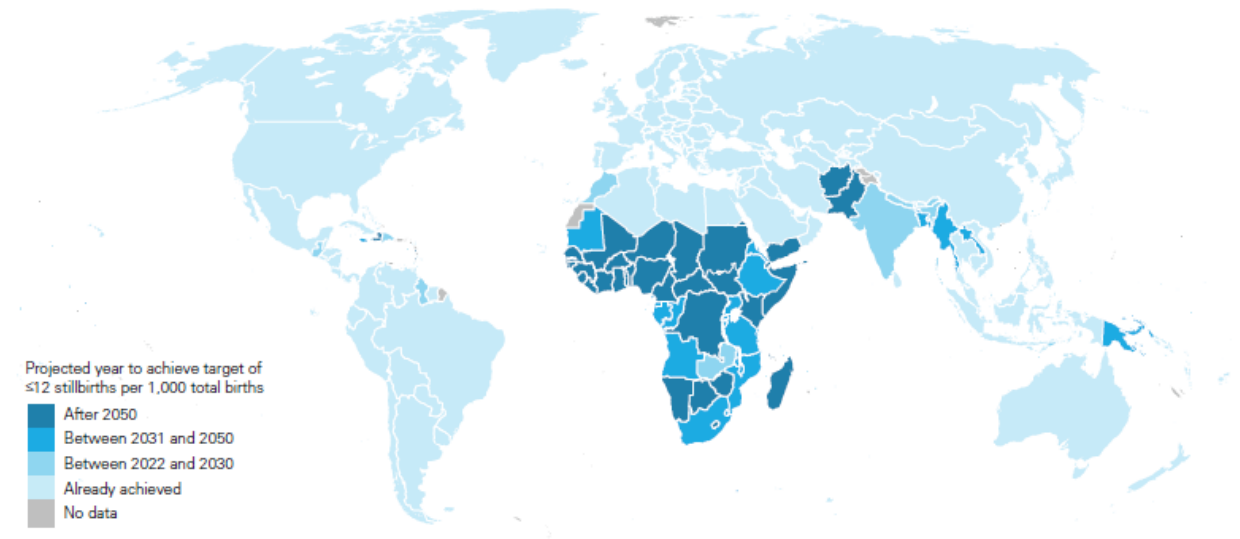 Projected year to achieve target of
≤12 stillbirths per 1,000 total births
After 2050
Between 2031 and 2050
Between 2022 and 2030
Already achieved
No data